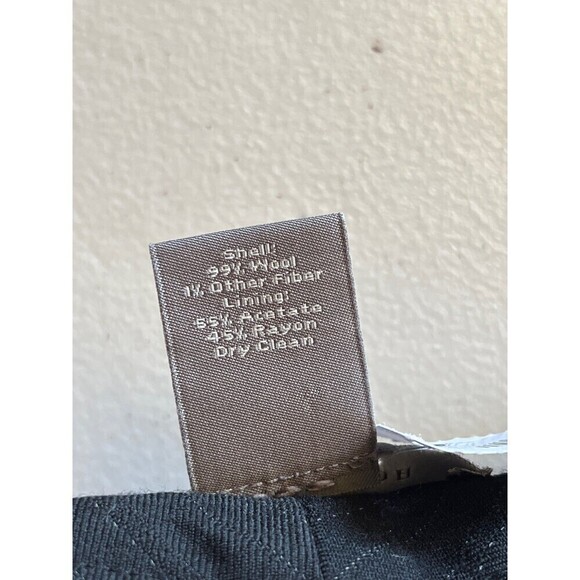 Shell:
99% Wool
1% Other Fiber
Lining:
55% Acetate
45% Rayon
Dry Clean